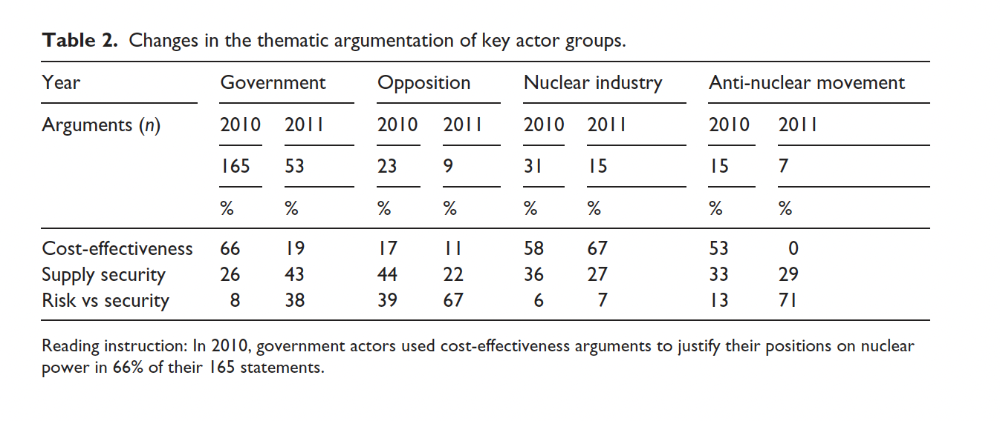 Table 2. Changes in the thematic argumentation of key actor groups.
Year Government Opposition Nuclear industry Anti-nuclear movement
Arguments (n) 2010 2011 2010 2011 2010 2011 2010 2011
165 53 23 9 31 15 15 7
% % % % % % % %
Cost-effectiveness 66 19 17 11 58 67 53 0
Supply security 26 43 44 22 36 27 33 29
Risk vs security 8 38 39 67 6 7 13 71
Reading instruction: In 2010, government actors used cost-effectiveness arguments to justify their positions on nuclear
power in 66% of their 165 statements.